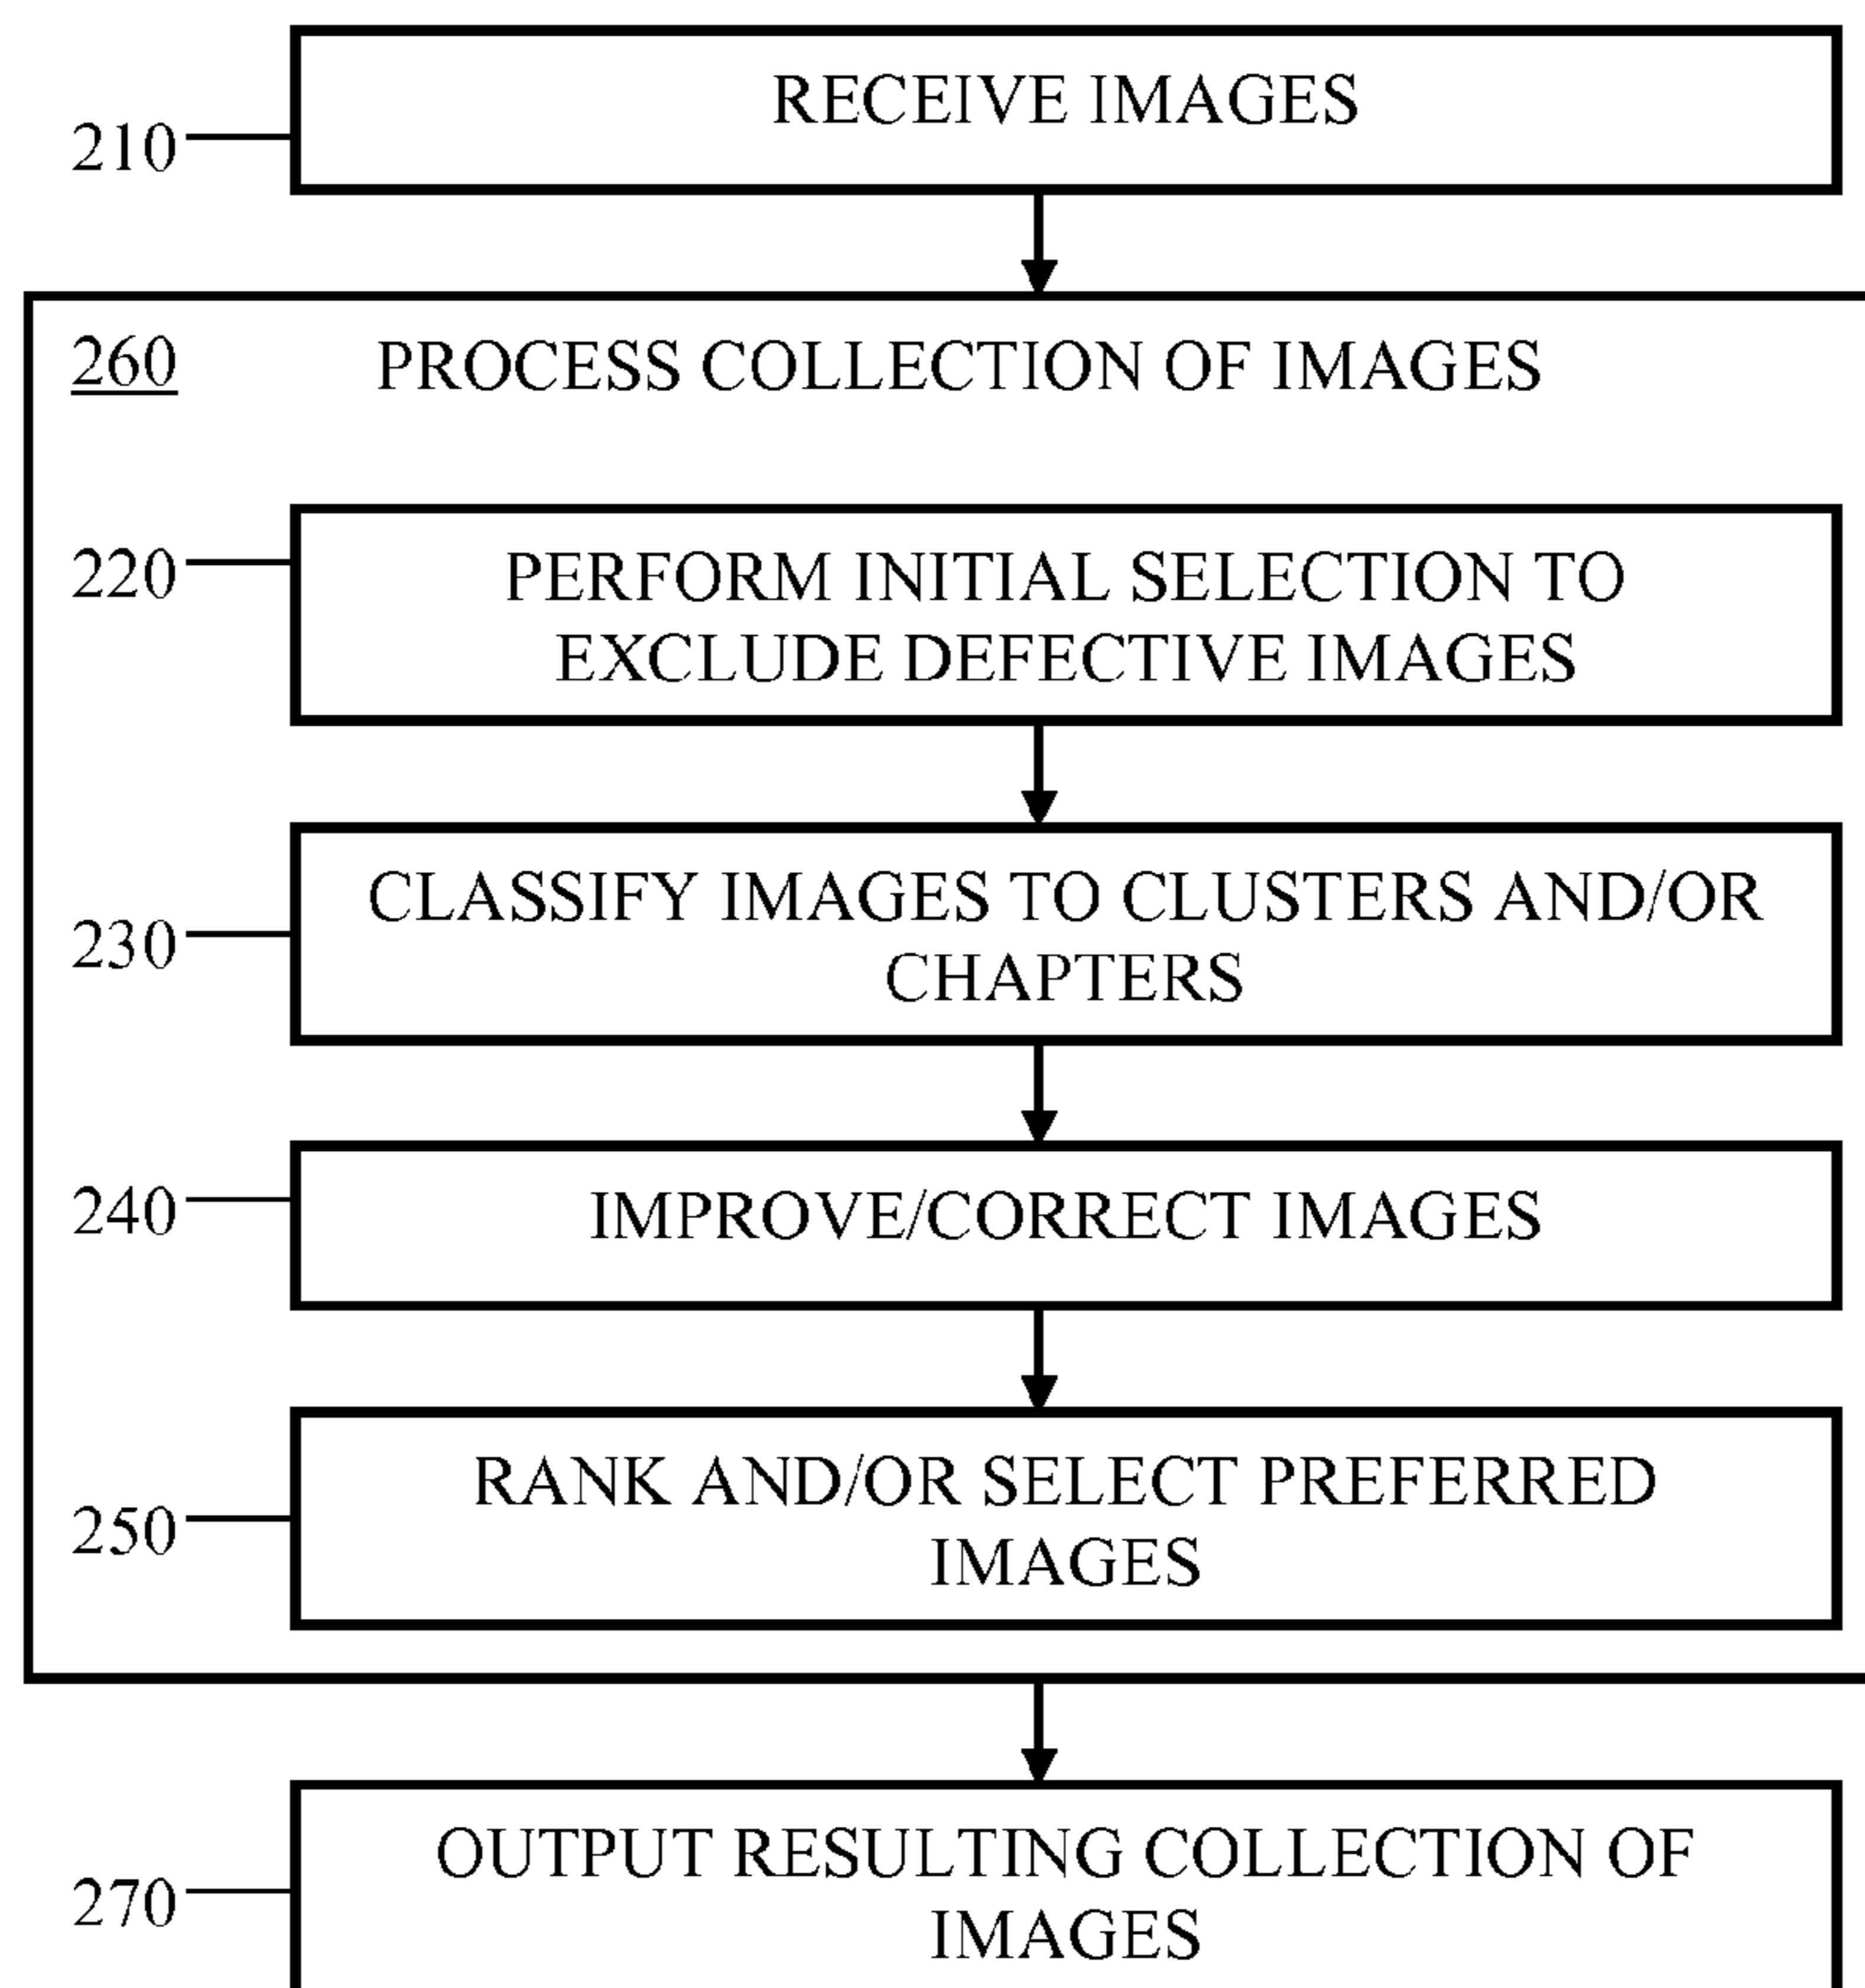 RECEIVE IMAGES
210
260 PROCESS COLLECTION OF IMAGES
220
PERFORM INITIAL SELECTION TO
EXCLUDE DEFECTIVE IMAGES
230
CLASSIFY IMAGES TO CLUSTERS AND/OR
CHAPTERS
240
IMPROVE/CORRECT IMAGES
250
RANK AND/OR SELECT PREFERRED
IMAGES
270
OUTPUT RESULTING COLLECTION OF
IMAGES